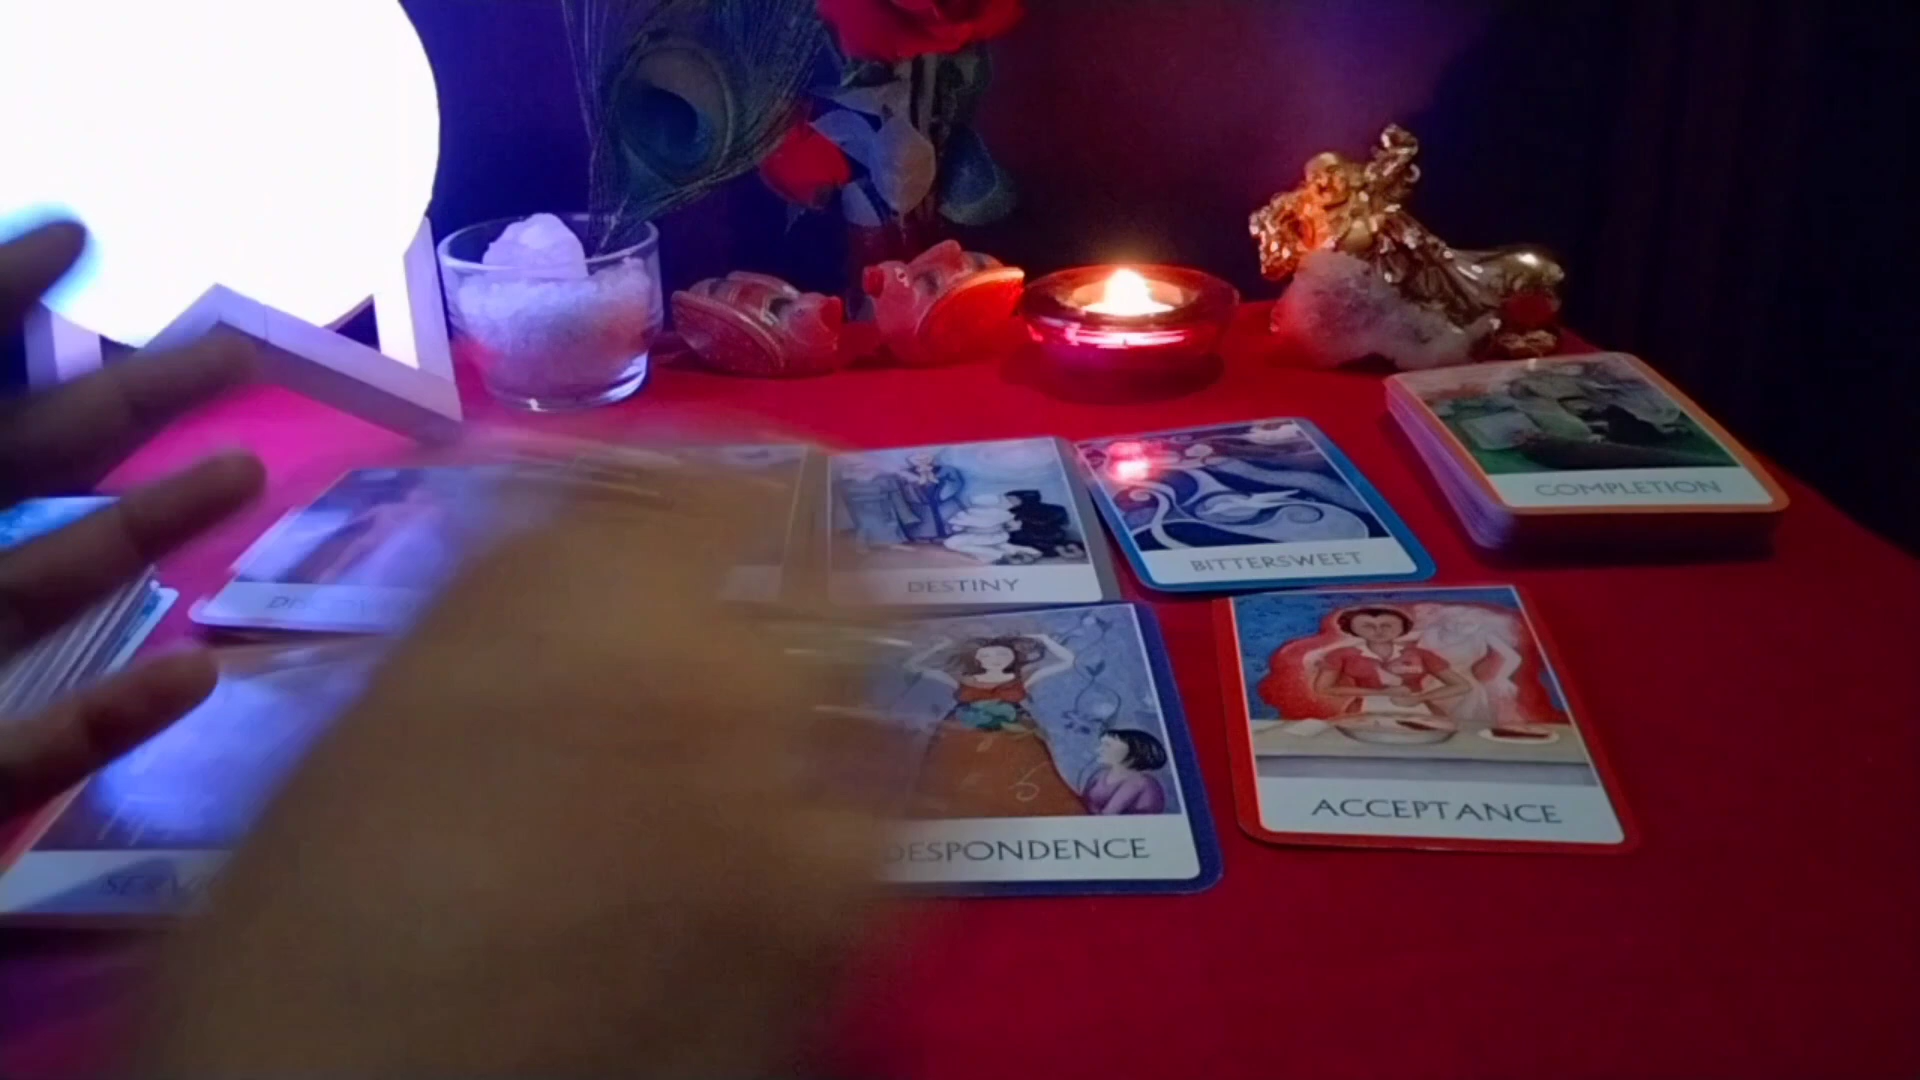 COMPLETION
DESTINY
BITTERSWEET
DESPONDENCE
ACCEPTANCE